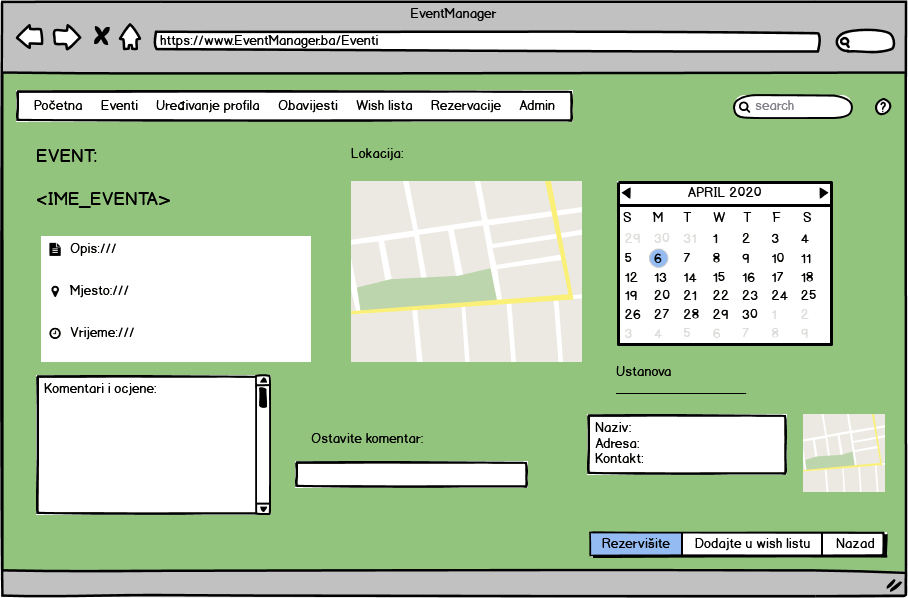 EventManager
https://www.EventManager.ba/Eventi
Početna Eventi Uređivanje profila Obavijesti Wish lista Rezervacije Admin
search
?
EVENT:
<IME_EVENTA>
Opis:///
Mjesto:///
Vrijeme:///
Lokacija:
APRIL 2020
S M T W T F S
29 30 31 1 2 3 4
5 6 7 8 9 10 11
12 13 14 15 16 17 18
19 20 21 22 23 24 25
26 27 28 29 30 1 2
3 4 5 6 7 8 9
Ustanova
Komentari i ocjene:
Ostavite komentar:
Naziv:
Adresa:
Kontakt:
Rezervišite Dodajte u wish listu Nazad